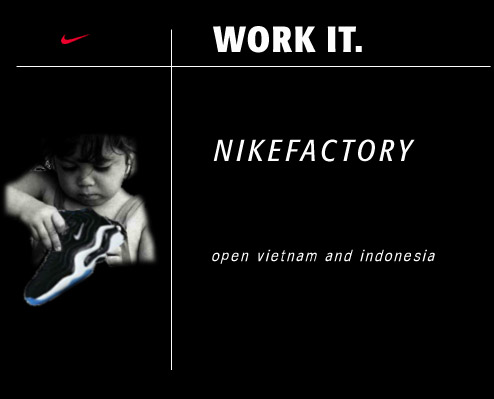 WORK IT.
NIKEFACTORY
open vietnam and indonesia